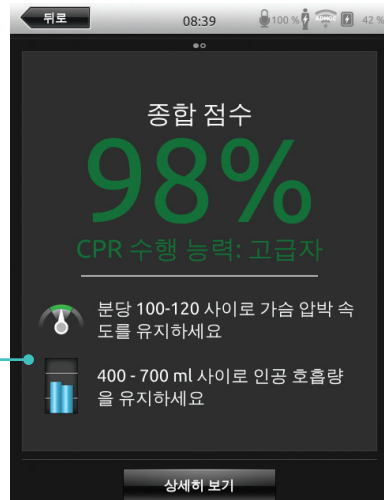 뒤로 08:39 100 % ADHOC 42 %
종합 점수
98%
CPR 수행 능력: 고급자
분당 100-120 사이로 가슴 압박 속
도를 유지하세요
400 - 700 ml 사이로 인공 호흡량
을 유지하세요
상세히 보기